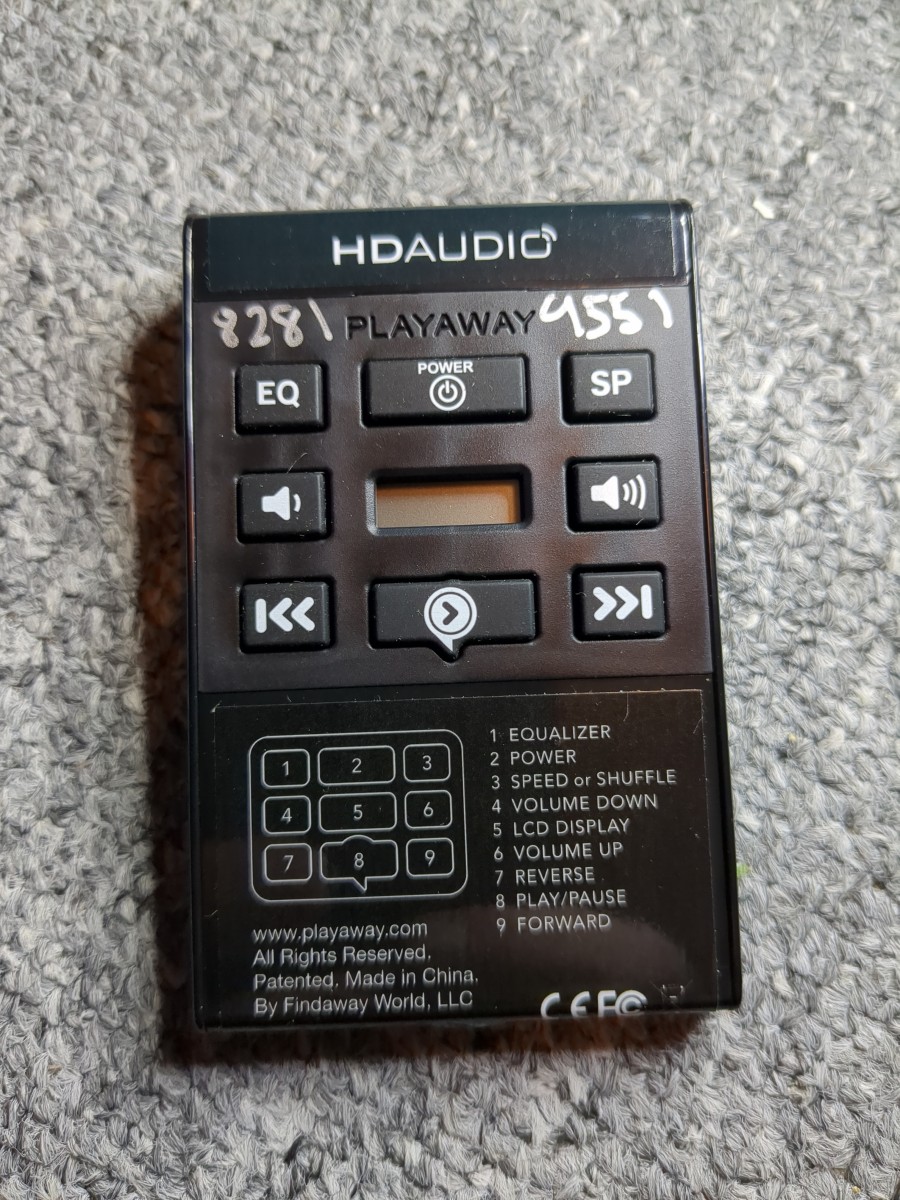 HDAUDIO
8281 PLAYAWAY 9551
EQ POWER SP
1 2 3
4 5 6
7 8 9
1 EQUALIZER
2 POWER
3 SPEED or SHUFFLE
4 VOLUME DOWN
5 LCD DISPLAY
6 VOLUME UP
7 REVERSE
8 PLAY/PAUSE
9 FORWARD
www.playaway.com
All Rights Reserved.
Patented. Made in China.
By Findaway World, LLC
CE FC